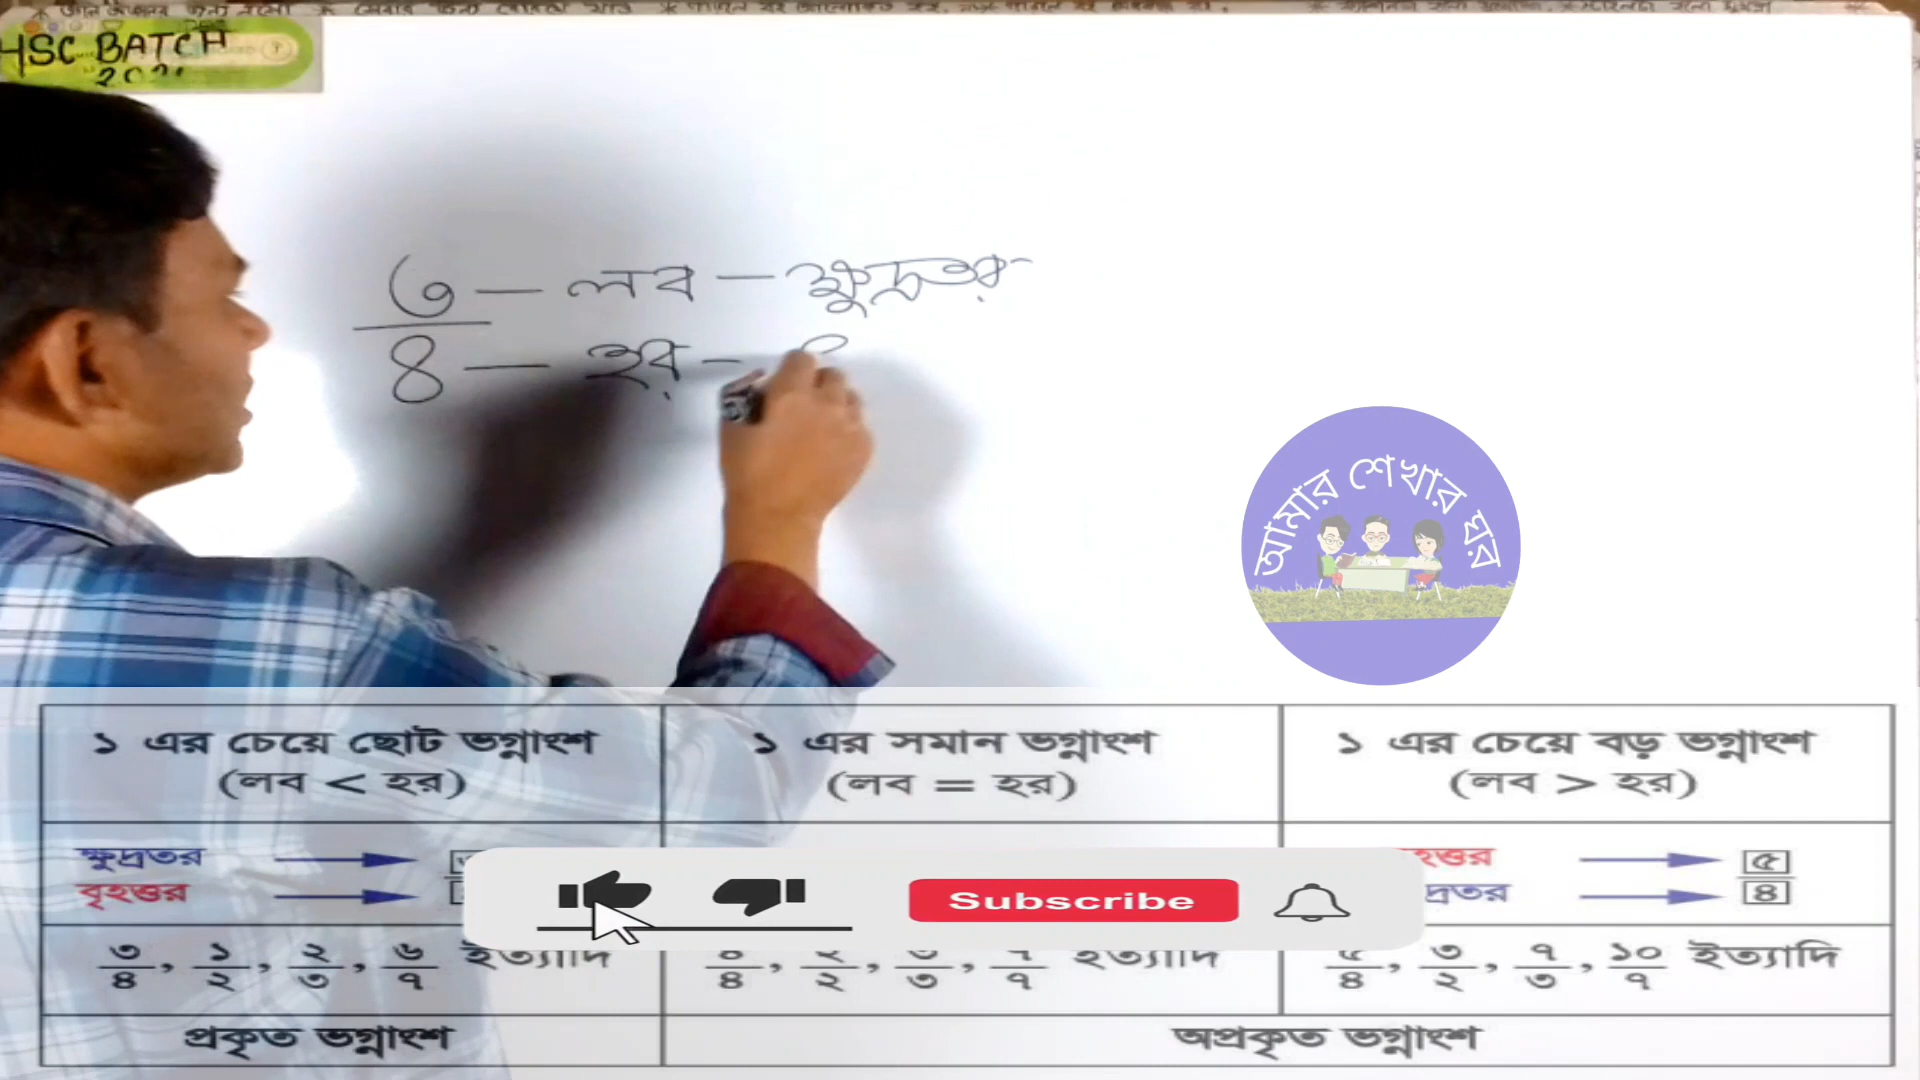 HSC BATCH
৩ — লব — ক্ষুদ্রতর
৪ — হর —
আমার শেখার ঘর
১ এর চেয়ে ছোট ভগ্নাংশ
(লব < হর)
১ এর সমান ভগ্নাংশ
(লব = হর)
১ এর চেয়ে বড় ভগ্নাংশ
(লব > হর)
ক্ষুদ্রতর
বৃহত্তর
৫
৪
Subscribe
৩/৪, ১/২, ২/৩, ৬/৭ ইত্যাদি
৪/৪, ২/২, ৩/৩, ৭/৭ ইত্যাদি
৫/৪, ৩/২, ৭/৩, ১০/৭ ইত্যাদি
প্রকৃত ভগ্নাংশ
অপ্রকৃত ভগ্নাংশ